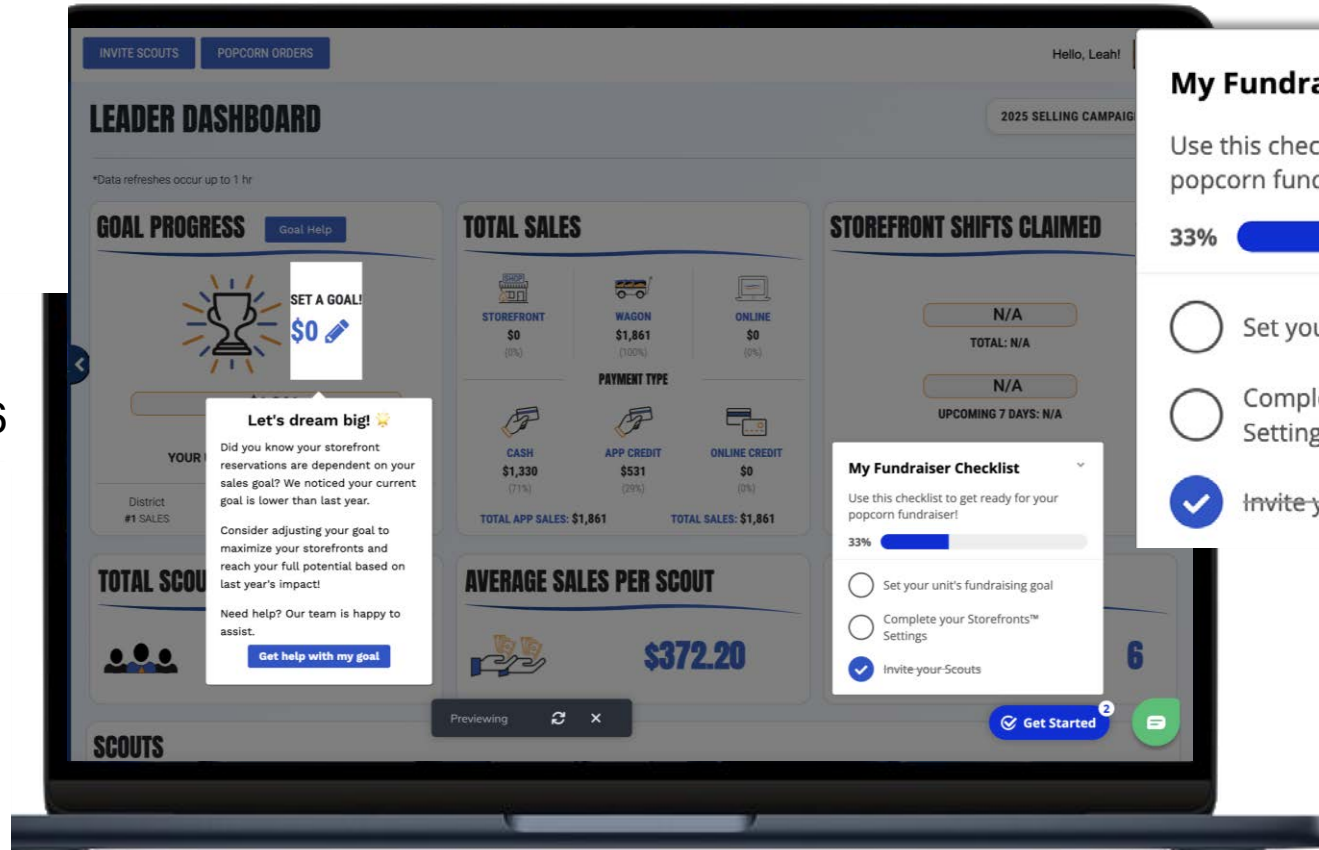 INVITE SCOUTS
POPCORN ORDERS
Hello, Leah!
LEADER DASHBOARD
2025 SELLING CAMPAIG
*Data refreshes occur up to 1 hr
GOAL PROGRESS
Goal Help
SET A GOAL!
$0
YOUR
District
#1 SALES
Let's dream big! 🌟
Did you know your storefront
reservations are dependent on your
sales goal? We noticed your current
goal is lower than last year.
Consider adjusting your goal to
maximize your storefronts and
reach your full potential based on
last year's impact!
Need help? Our team is happy to
assist.
Get help with my goal
TOTAL SALES
STOREFRONT
$0
(0%)
WAGON
$1,861
(100%)
ONLINE
$0
(0%)
PAYMENT TYPE
CASH
$1,330
(71%)
APP CREDIT
$531
(29%)
ONLINE CREDIT
$0
(0%)
TOTAL APP SALES: $1,861
TOTAL SALES: $1,861
STOREFRONT SHIFTS CLAIMED
N/A
TOTAL: N/A
N/A
UPCOMING 7 DAYS: N/A
My Fundraiser Checklist
Use this checklist to get ready for your
popcorn fundraiser!
33%
Set your unit's fundraising goal
Complete your Storefronts™
Settings
Invite your Scouts
TOTAL SCOU
AVERAGE SALES PER SCOUT
$372.20
6
Previewing
Get Started
2
SCOUTS
SHOP
My Fundra
Use this chec
popcorn fund
33%
Set you
Comple
Setting
Invite y
6